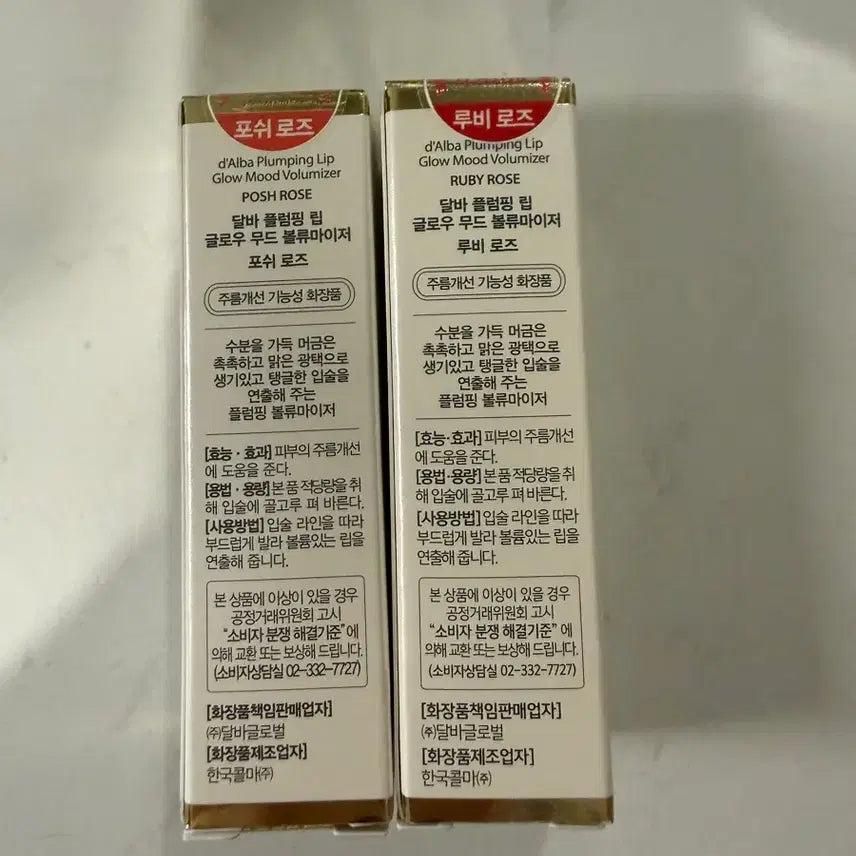 포쉬 로즈
d'Alba Plumping Lip
Glow Mood Volumizer
POSH ROSE
달바 플럼핑 립
글로우 무드 볼류마이저
포쉬 로즈
주름개선 기능성 화장품
수분을 가득 머금은
촉촉하고 맑은 광택으로
생기있고 탱글한 입술을
연출해 주는
플럼핑 볼류마이저
[효능·효과] 피부의 주름개선
에 도움을 준다.
[용법·용량] 본 품 적당량을 취
해 입술에 골고루 펴 바른다.
[사용방법] 입술 라인을 따라
부드럽게 발라 볼륨있는 립을
연출해 줍니다.
본 상품에 이상이 있을 경우
공정거래위원회 고시
“소비자 분쟁 해결기준”에
의해 교환 또는 보상해 드립니다.
(소비자상담실 02-332-7727)
[화장품책임판매업자]
㈜달바글로벌
[화장품제조업자]
한국콜마㈜
루비 로즈
d'Alba Plumping Lip
Glow Mood Volumizer
RUBY ROSE
달바 플럼핑 립
글로우 무드 볼류마이저
루비 로즈
주름개선 기능성 화장품
수분을 가득 머금은
촉촉하고 맑은 광택으로
생기있고 탱글한 입술을
연출해 주는
플럼핑 볼류마이저
[효능·효과] 피부의 주름개선
에 도움을 준다.
[용법·용량] 본 품 적당량을 취
해 입술에 골고루 펴 바른다.
[사용방법] 입술 라인을 따라
부드럽게 발라 볼륨있는 립을
연출해 줍니다.
본 상품에 이상이 있을 경우
공정거래위원회 고시
“소비자 분쟁 해결기준” 에
의해 교환 또는 보상해 드립니다.
(소비자상담실 02-332-7727)
[화장품책임판매업자]
㈜달바글로벌
[화장품제조업자]
한국콜마㈜